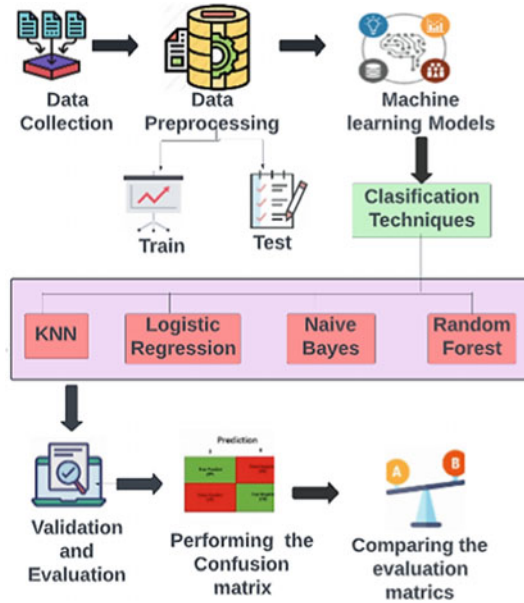 Data
Collection
Data
Preprocessing
Machine
learning Models
Train
Test
Clasification
Techniques
KNN
Logistic
Regression
Naive
Bayes
Random
Forest
Prediction
Validation
and
Evaluation
Performing the
Confusion
matrix
A
B
Comparing the
evaluation
matrics